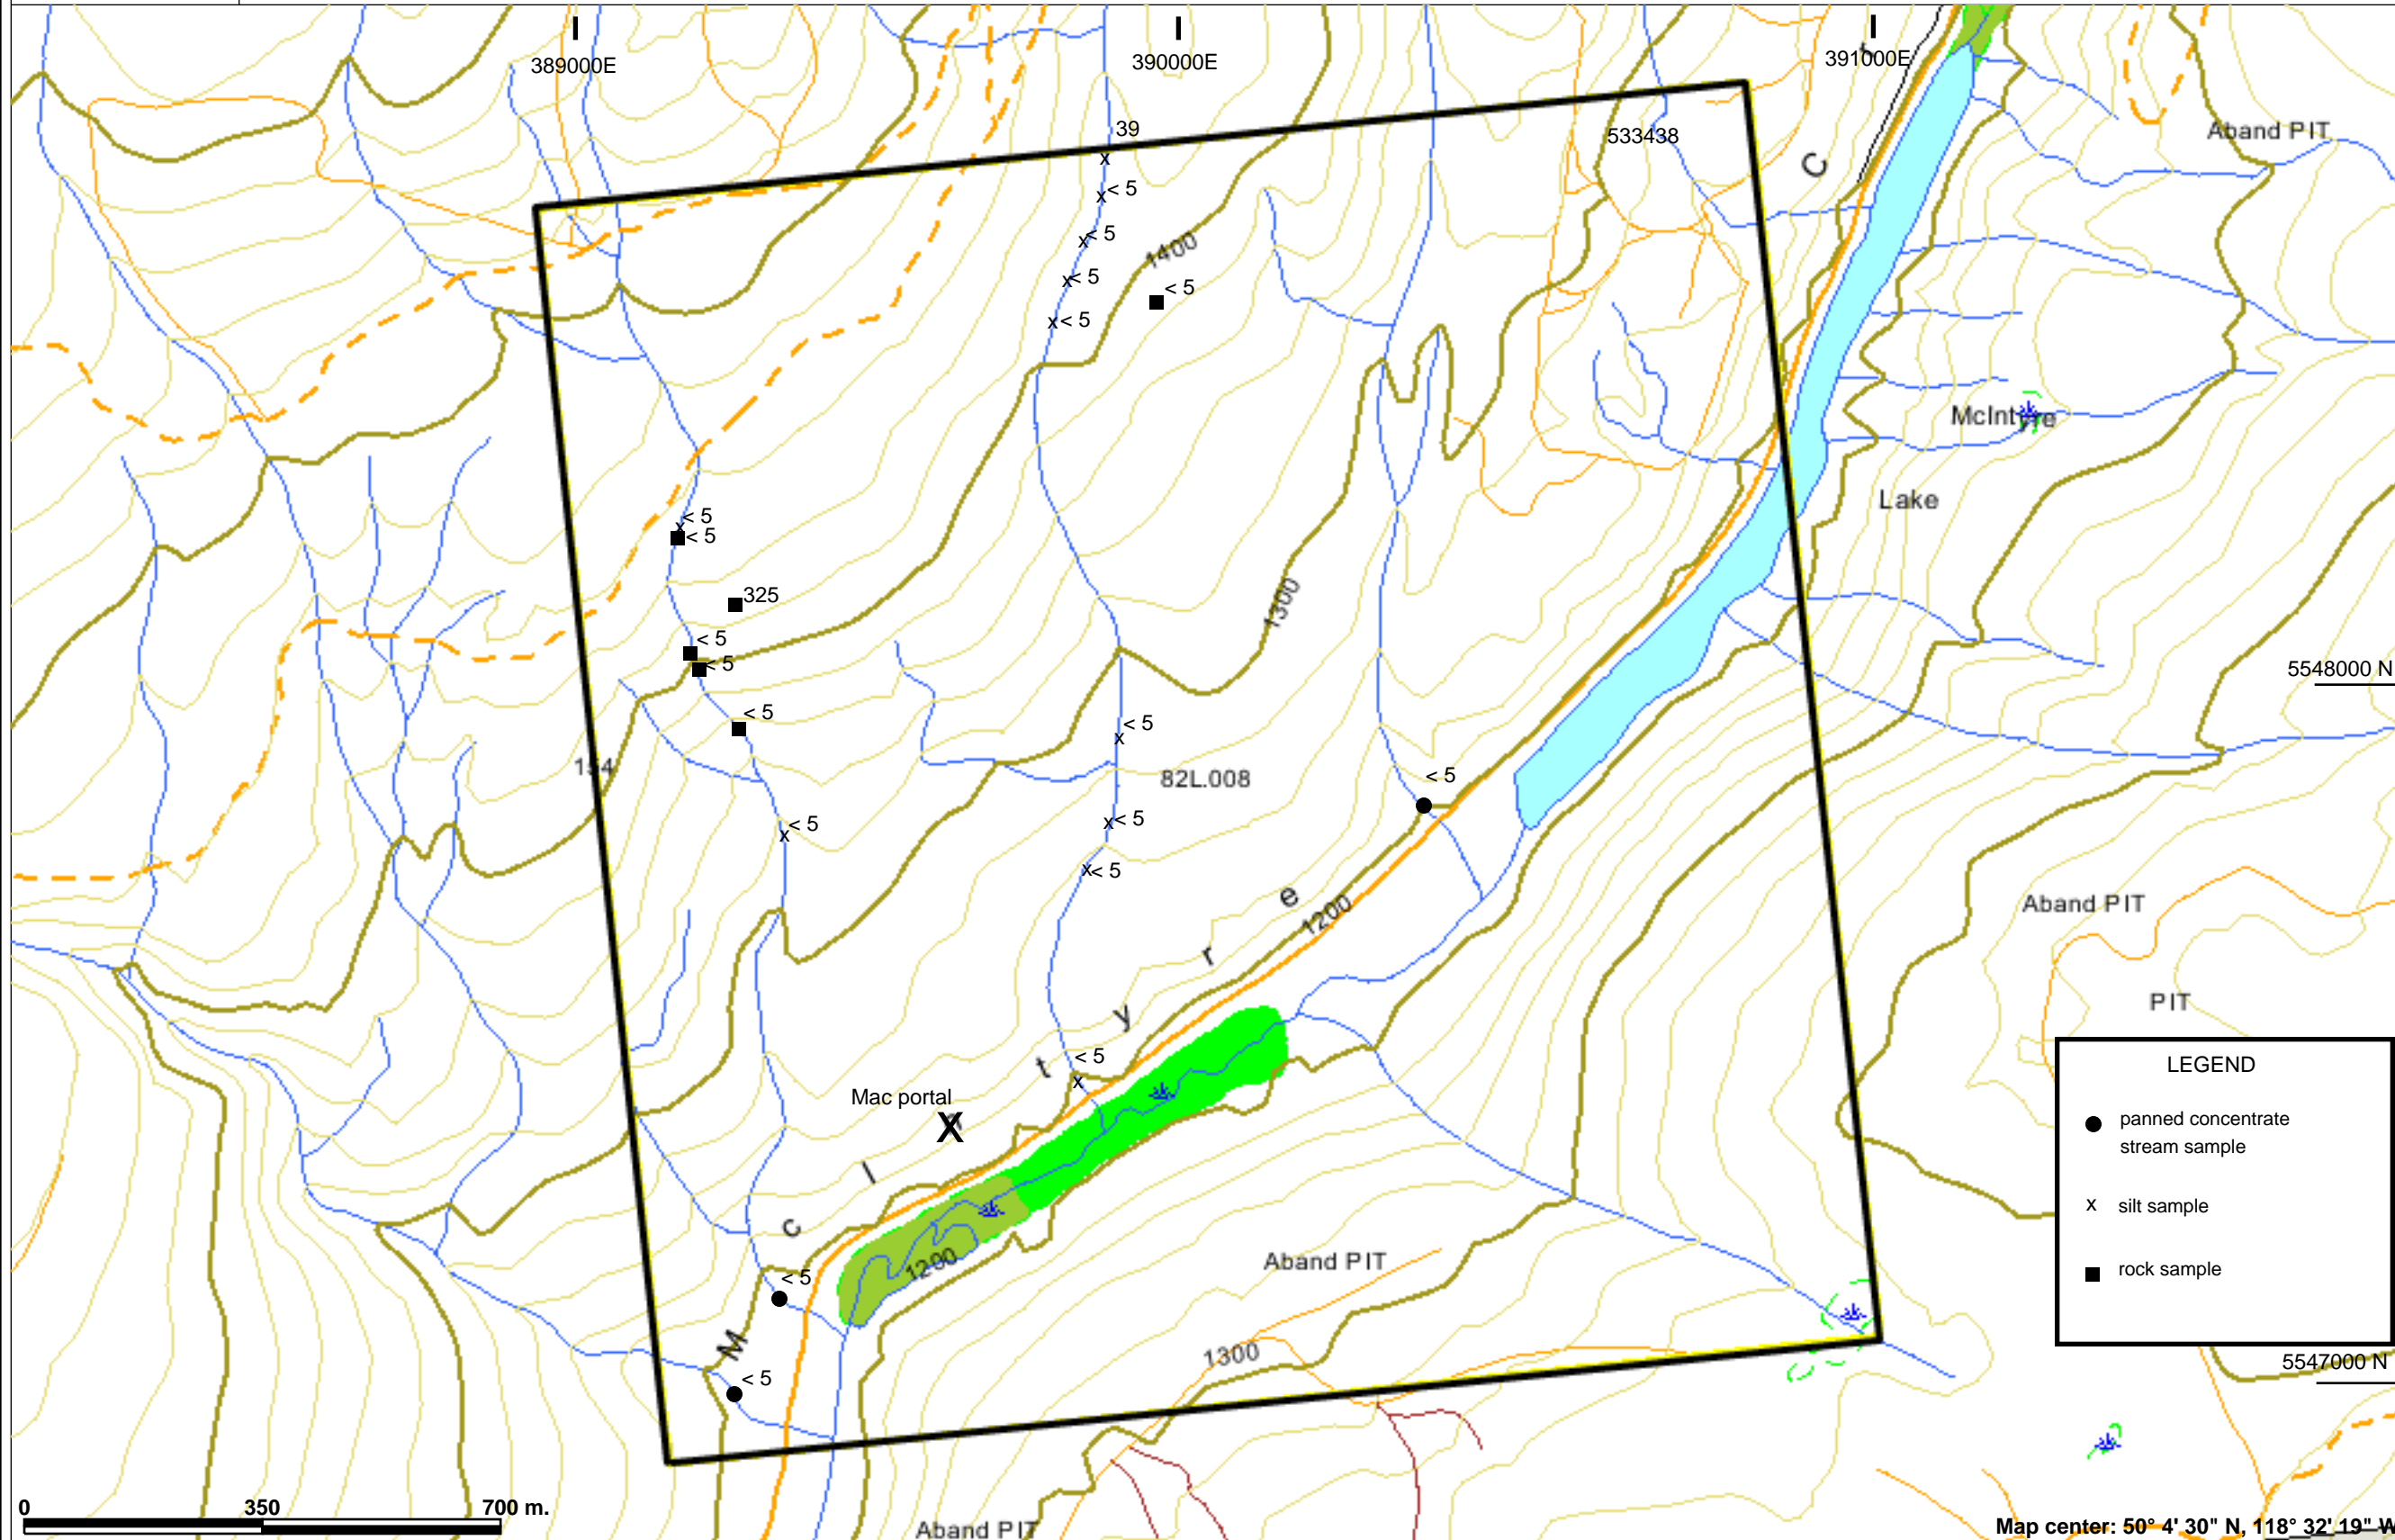 389000E
390000E
391000E
r
39
533438
C
Aband PIT
< 5
< 5
1400
< 5
< 5
< 5
McIntyre
Lake
< 5
< 5
325
1300
< 5
< 5
5548000 N
< 5
< 5
154
82L.008
< 5
< 5
< 5
< 5
e
1200
Aband PIT
r
y
PIT
t
< 5
Mac portal
X
I
c
M
1200
Aband PIT
< 5
1300
< 5
LEGEND
panned concentrate
stream sample
x silt sample
rock sample
5547000 N
0 350 700 m.
Aband PIT
Map center: 50° 4' 30" N, 118° 32' 19" W